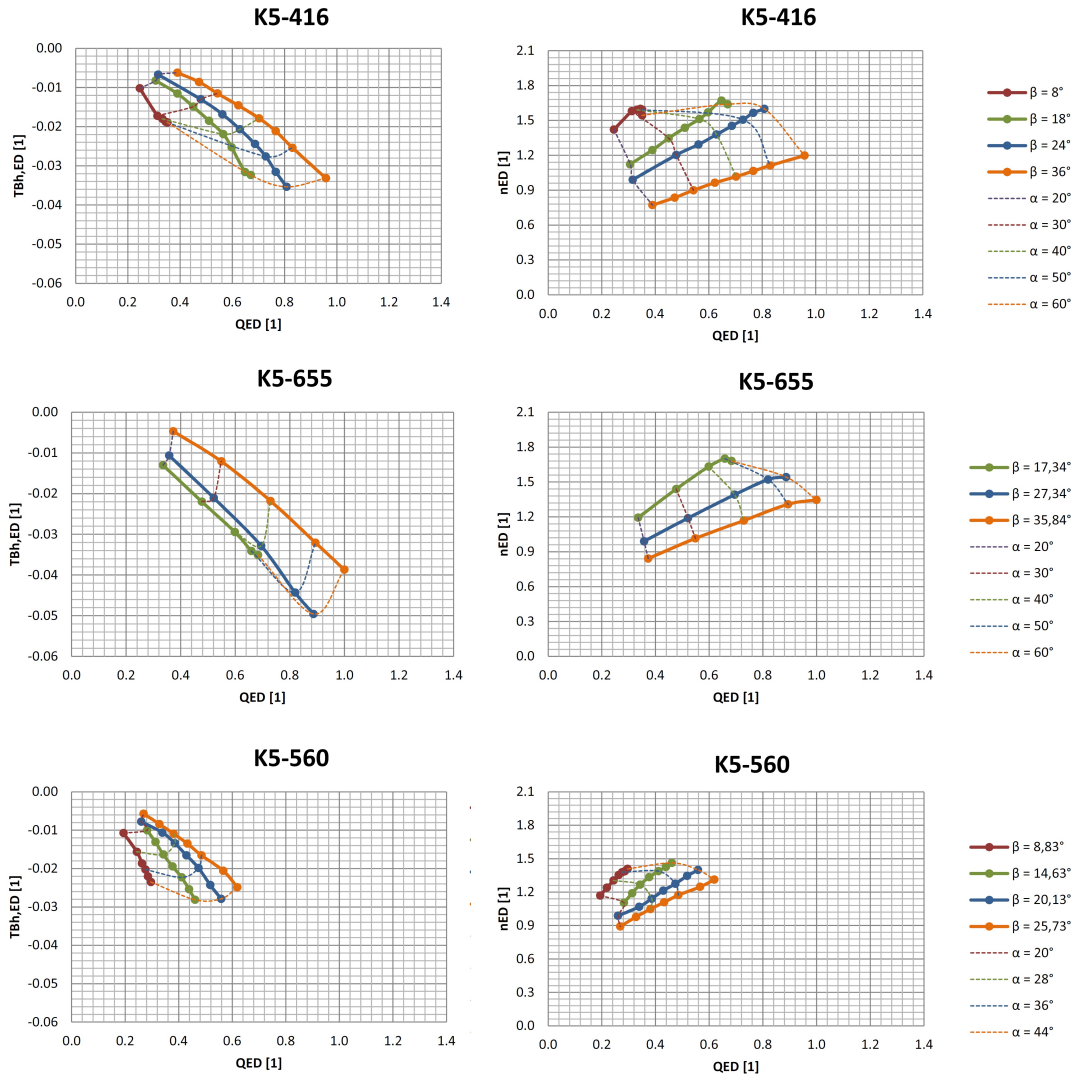 K5-416
K5-416
0.00
-0.01
-0.02
-0.03
-0.04
-0.05
-0.06
TBh,ED [1]
0.0 0.2 0.4 0.6 0.8 1.0 1.2 1.4
QED [1]
2.1
1.8
1.5
1.2
0.9
0.6
0.3
0.0
nED [1]
0.0 0.2 0.4 0.6 0.8 1.0 1.2 1.4
QED [1]
β = 8°
β = 18°
β = 24°
β = 36°
α = 20°
α = 30°
α = 40°
α = 50°
α = 60°
K5-655
K5-655
0.00
-0.01
-0.02
-0.03
-0.04
-0.05
-0.06
TBh,ED [1]
0.0 0.2 0.4 0.6 0.8 1.0 1.2 1.4
QED [1]
2.1
1.8
1.5
1.2
0.9
0.6
0.3
0.0
nED [1]
0.0 0.2 0.4 0.6 0.8 1.0 1.2 1.4
QED [1]
β = 17,34°
β = 27,34°
β = 35,84°
α = 20°
α = 30°
α = 40°
α = 50°
α = 60°
K5-560
K5-560
0.00
-0.01
-0.02
-0.03
-0.04
-0.05
-0.06
TBh,ED [1]
0.0 0.2 0.4 0.6 0.8 1.0 1.2 1.4
QED [1]
2.1
1.8
1.5
1.2
0.9
0.6
0.3
0.0
nED [1]
0.0 0.2 0.4 0.6 0.8 1.0 1.2 1.4
QED [1]
β = 8,83°
β = 14,63°
β = 20,13°
β = 25,73°
α = 20°
α = 28°
α = 36°
α = 44°